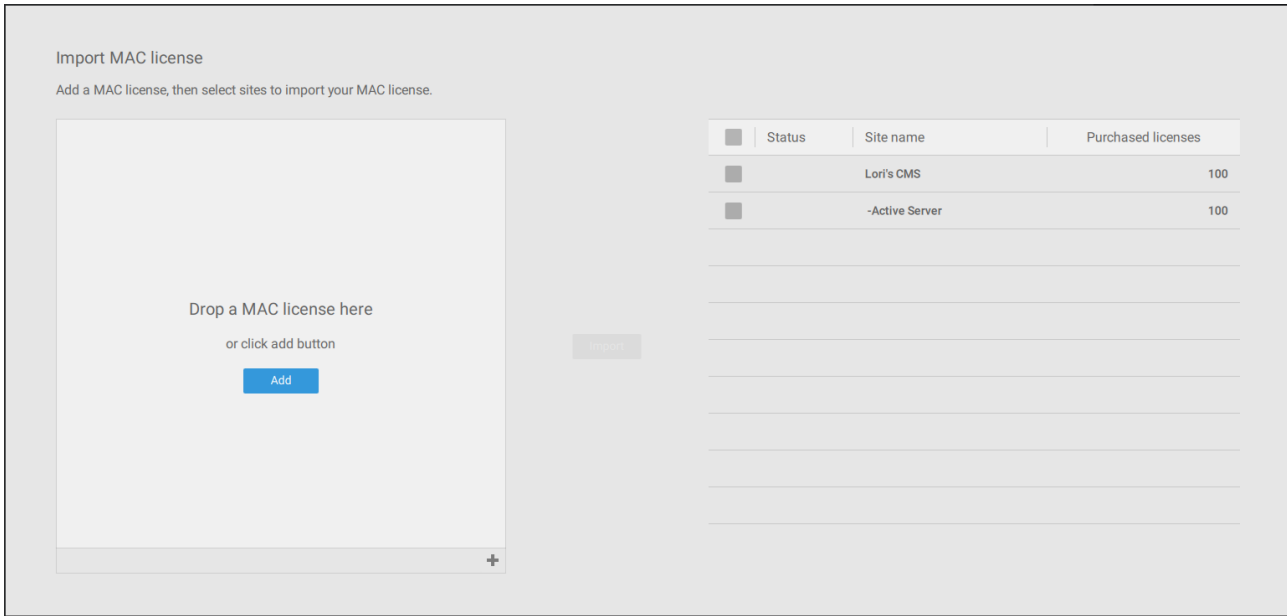 Import MAC license
Add a MAC license, then select sites to import your MAC license.
Drop a MAC license here
or click add button
Add
Import
Status Site name Purchased licenses
Lori's CMS 100
-Active Server 100